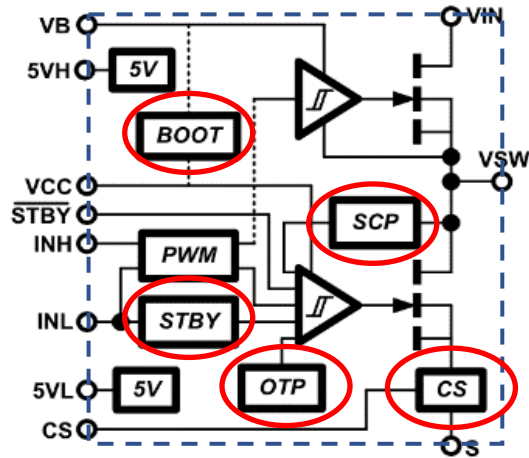 VB
VIN
5VH
5V
BOOT
VSW
VCC
STBY
SCP
INH
PWM
INL
STBY
5VL
5V
OTP
CS
CS
S